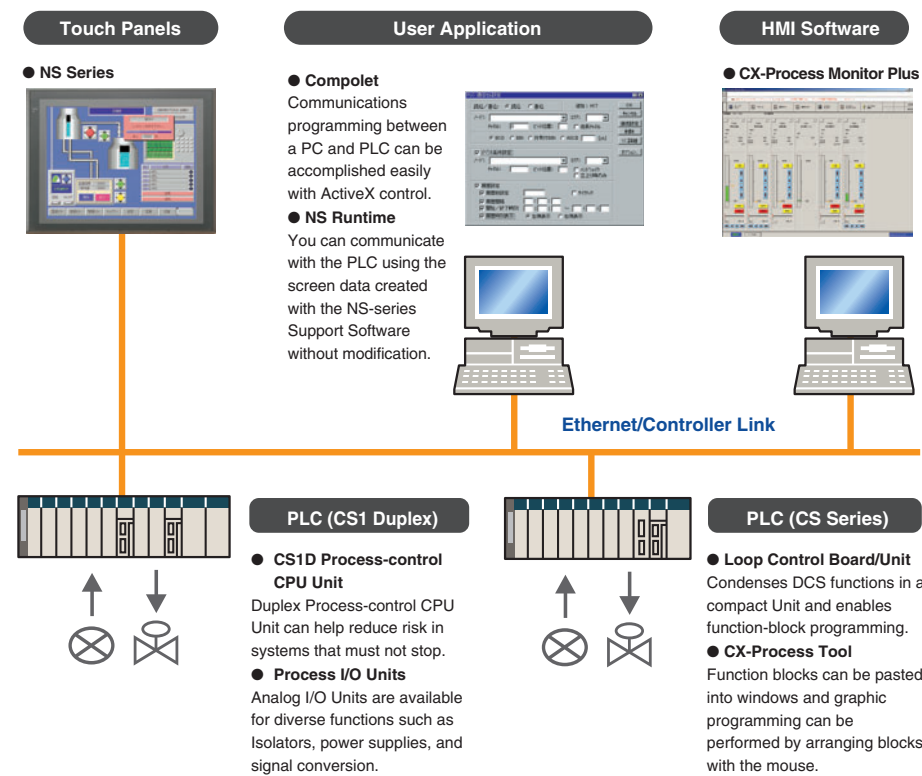 Touch Panels
● NS Series
User Application
● Compolet
Communications
programming between
a PC and PLC can be
accomplished easily
with ActiveX control.
● NS Runtime
You can communicate
with the PLC using the
screen data created
with the NS-series
Support Software
without modification.
HMI Software
● CX-Process Monitor Plus
Ethernet/Controller Link
PLC (CS1 Duplex)
● CS1D Process-control
CPU Unit
Duplex Process-control CPU
Unit can help reduce risk in
systems that must not stop.
● Process I/O Units
Analog I/O Units are available
for diverse functions such as
Isolators, power supplies, and
signal conversion.
PLC (CS Series)
● Loop Control Board/Unit
Condenses DCS functions in a
compact Unit and enables
function-block programming.
● CX-Process Tool
Function blocks can be pasted
into windows and graphic
programming can be
performed by arranging blocks
with the mouse.